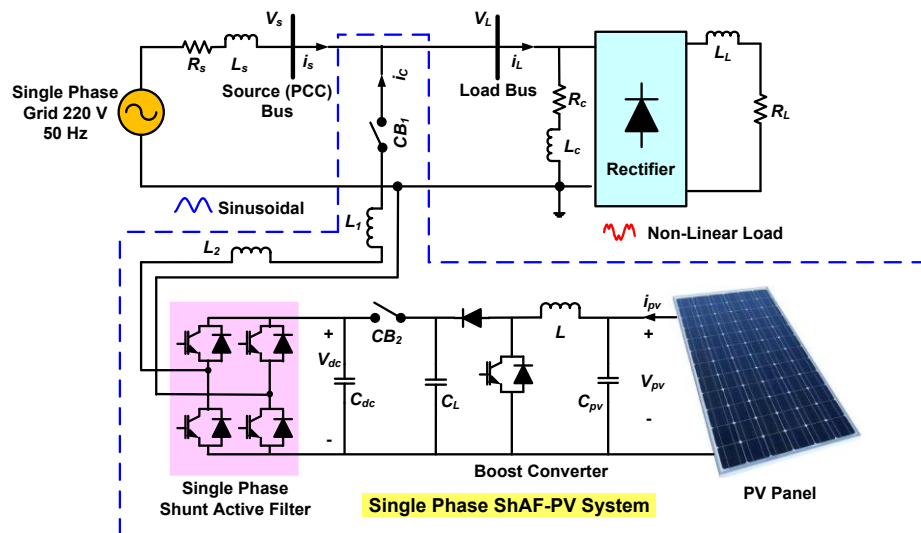 Vs
VL
Rs
Ls
is
iC
iL
LL
Single Phase
Grid 220 V
50 Hz
Source (PCC)
Bus
Load Bus
Rc
RL
CB1
Lc
Rectifier
Sinusoidal
L1
Non-Linear Load
L2
ipv
+
CB2
L
+
Vdc
Cdc
CL
Cpv
Vpv
-
-
Boost Converter
Single Phase
Shunt Active Filter
Single Phase ShAF-PV System
PV Panel